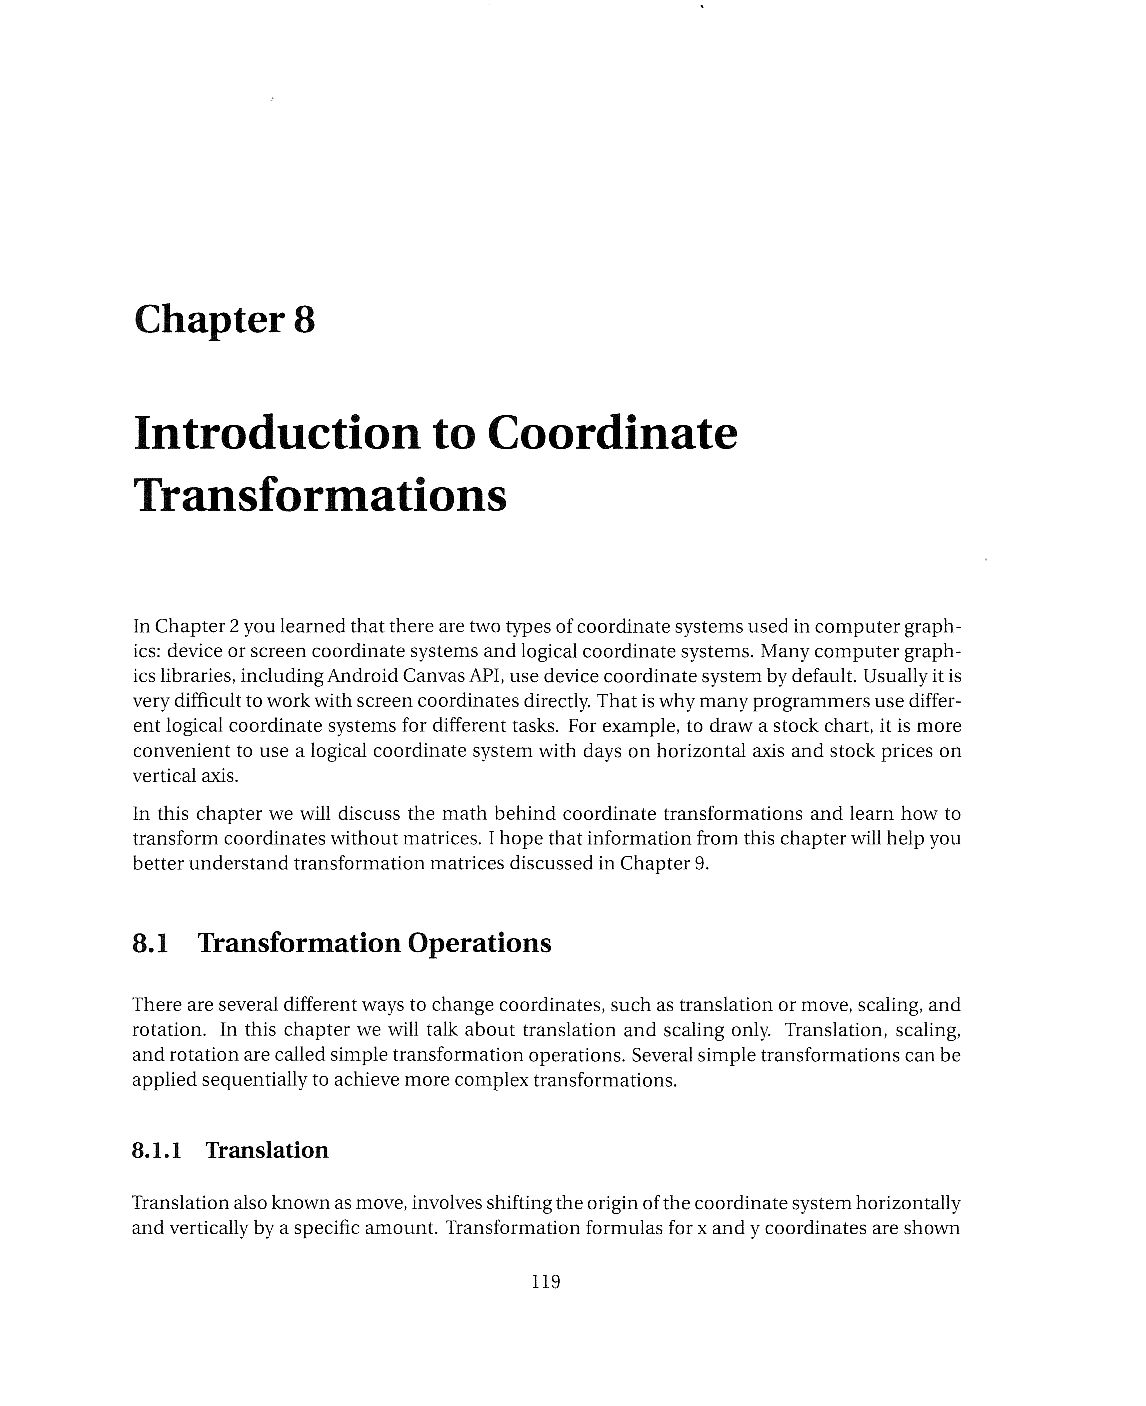 Chapter 8
Introduction to Coordinate
Transformations
In Chapter 2 you learned that there are two types of coordinate systems used in computer graph-
ics: device or screen coordinate systems and logical coordinate systems. Many computer graph-
ics libraries, including Android Canvas API, use device coordinate system by default. Usually it is
very difficult to work with screen coordinates directly. That is why many programmers use differ-
ent logical coordinate systems for different tasks. For example, to draw a stock chart, it is more
convenient to use a logical coordinate system with days on horizontal axis and stock prices on
vertical axis.
In this chapter we will discuss the math behind coordinate transformations and learn how to
transform coordinates without matrices. I hope that information from this chapter will help you
better understand transformation matrices discussed in Chapter 9.
8.1 Transformation Operations
There are several different ways to change coordinates, such as translation or move, scaling, and
rotation. In this chapter we will talk about translation and scaling only. Translation, scaling,
and rotation are called simple transformation operations. Several simple transformations can be
applied sequentially to achieve more complex transformations.
8.1.1 Translation
Translation also known as move, involves shifting the origin of the coordinate system horizontally
and vertically by a specific amount. Transformation formulas for x and y coordinates are shown
119